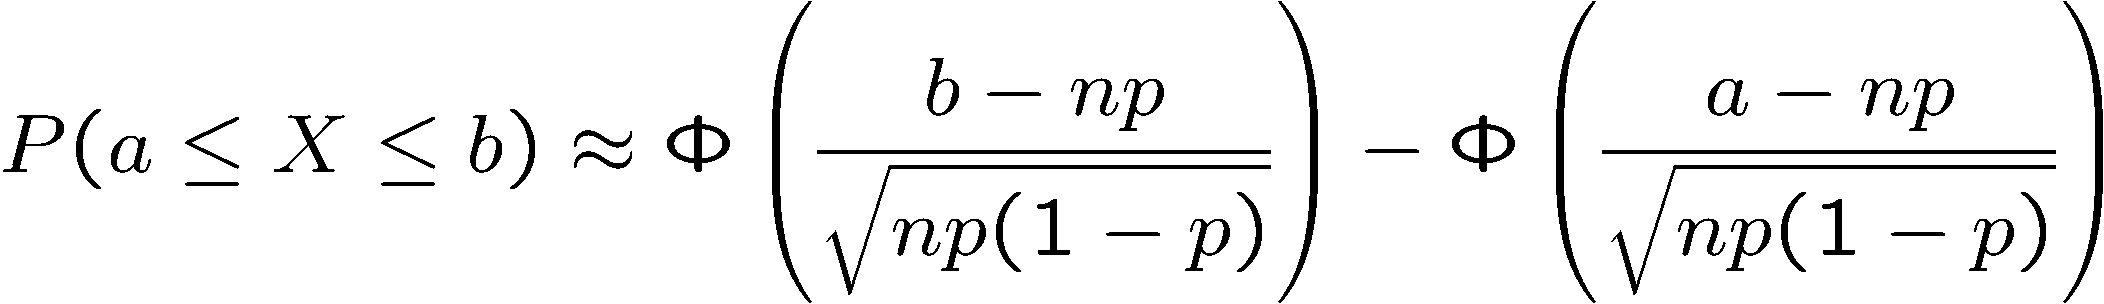 P(a ≤ X ≤ b) ≈ Φ((b − np)/√(np(1 − p))) − Φ((a − np)/√(np(1 − p)))